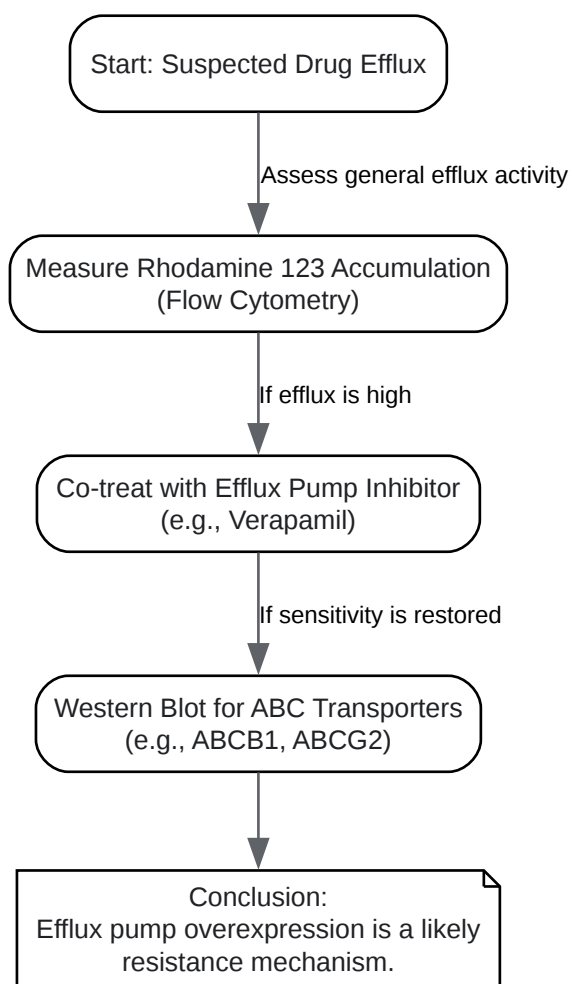 Start: Suspected Drug Efflux
Assess general efflux activity
Measure Rhodamine 123 Accumulation
(Flow Cytometry)
If efflux is high
Co-treat with Efflux Pump Inhibitor
(e.g., Verapamil)
If sensitivity is restored
Western Blot for ABC Transporters
(e.g., ABCB1, ABCG2)
Conclusion:
Efflux pump overexpression is a likely
resistance mechanism.